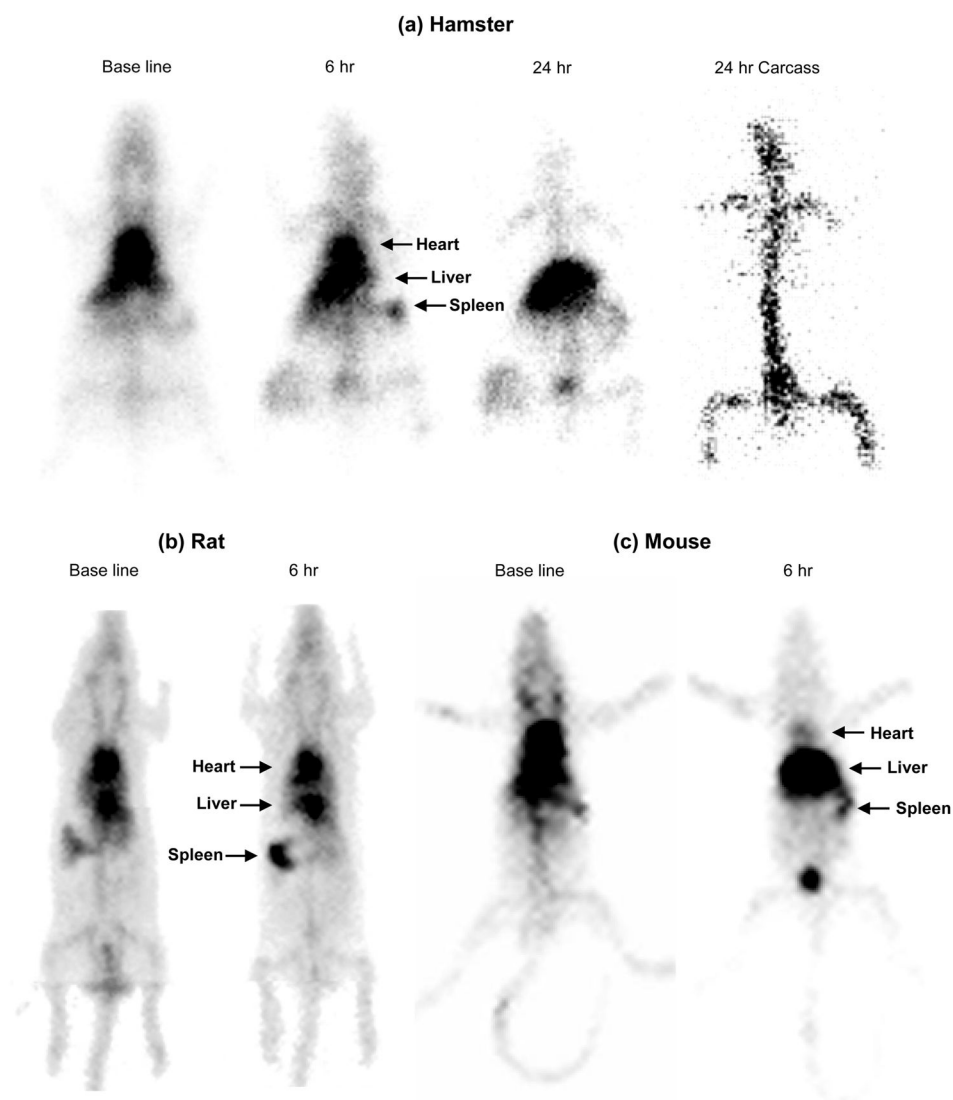 (a) Hamster
Base line
6 hr
24 hr
24 hr Carcass
Heart
Liver
Spleen
(b) Rat
Base line
6 hr
Heart
Liver
Spleen
(c) Mouse
Base line
6 hr
Heart
Liver
Spleen